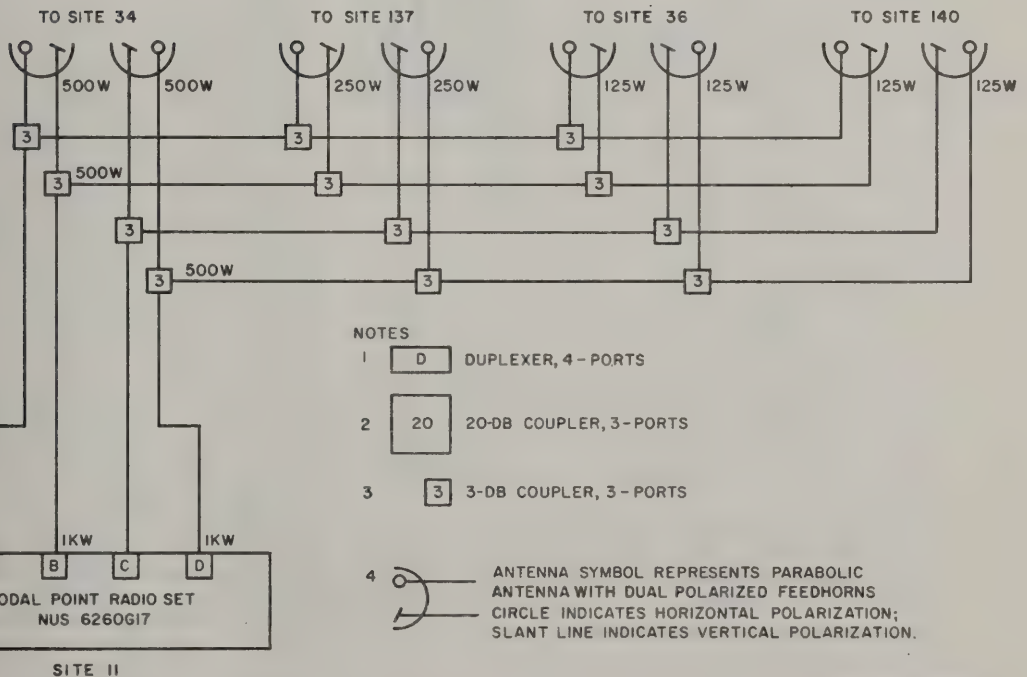 TO SITE 34
TO SITE 137
TO SITE 36
TO SITE 140
500W
500W
250W
250W
125W
125W
125W
125W
3
3
3
500W
3
3
3
3
3
3
500W
3
3
3
NOTES
1 D DUPLEXER, 4-PORTS
2 20 20-DB COUPLER, 3-PORTS
3 3 3-DB COUPLER, 3-PORTS
4 ANTENNA SYMBOL REPRESENTS PARABOLIC
ANTENNA WITH DUAL POLARIZED FEEDHORNS
CIRCLE INDICATES HORIZONTAL POLARIZATION;
SLANT LINE INDICATES VERTICAL POLARIZATION.
1KW
1KW
B
C
D
ODAL POINT RADIO SET
NUS 6260G17
SITE 11